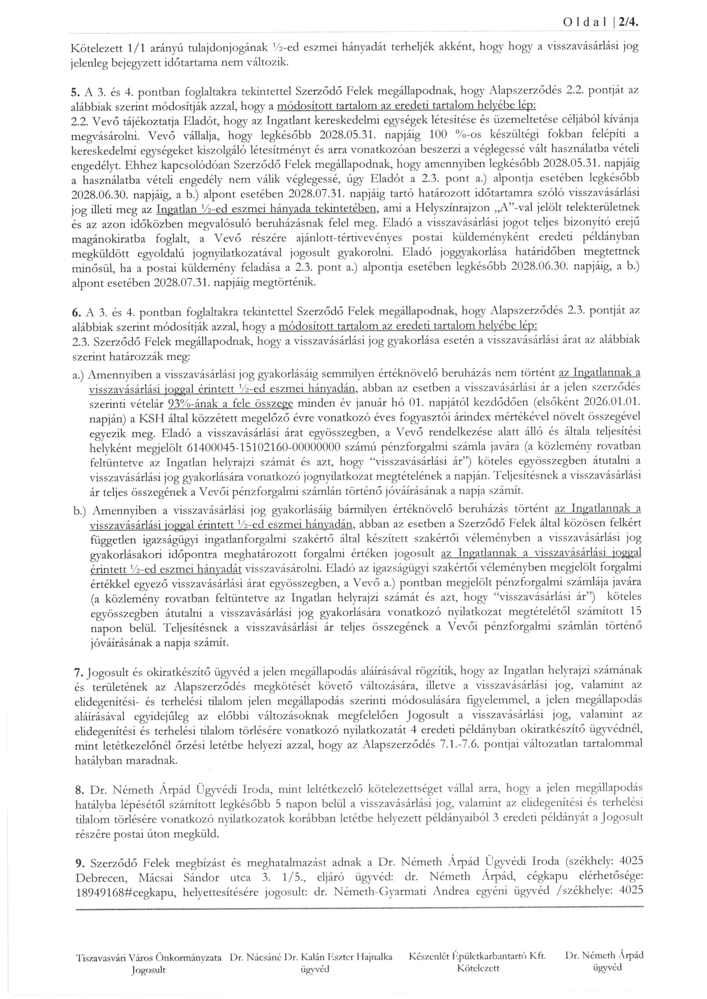 Oldal | 2/4.
Kötelezett 1/1 arányú tulajdonjogának ½-ed eszmei hányadát terheljék akként, hogy hogy a visszavásárlási jog
jelenleg bejegyzett időtartama nem változik.
5. A 3. és 4. pontban foglaltakra tekintettel Szerződő Felek megállapodnak, hogy Alapszerződés 2.2. pontját az
alábbiak szerint módosítják azzal, hogy a módosított tartalom az eredeti tartalom helyébe lép:
2.2. Vevő tájékoztatja Eladót, hogy az Ingatlant kereskedelmi egységek létesítése és üzemeltetése céljából kívánja
megvásárolni. Vevő vállalja, hogy legkésőbb 2028.05.31. napjáig 100 %-os készültégi fokban felépíti a
kereskedelmi egységeket kiszolgáló létesítményt és arra vonatkozóan beszerzi a véglegessé vált használatba vételi
engedélyt. Ehhez kapcsolódóan Szerződő Felek megállapodnak, hogy amennyiben legkésőbb 2028.05.31. napjáig
a használatba vételi engedély nem válik véglegessé, úgy Eladót a 2.3. pont a.) alpontja esetében legkésőbb
2028.06.30. napjáig, a b.) alpont esetében 2028.07.31. napjáig tartó határozott időtartamra szóló visszavásárlási
jog illeti meg az Ingatlan ½-ed eszmei hányada tekintetében, ami a Helyszínrajzon „A”-val jelölt telekterületnek
és az azon időközben megvalósuló beruházásnak felel meg. Eladó a visszavásárlási jogot teljes bizonyító erejű
magánokiratba foglalt, a Vevő részére ajánlott-tértivevényes postai küldeményként eredeti példányban
megküldött egyoldalú jognyilatkozatával jogosult gyakorolni. Eladó joggyakorlása határidőben megtettnek
minősül, ha a postai küldemény feladása a 2.3. pont a.) alpontja esetében legkésőbb 2028.06.30. napjáig, a b.)
alpont esetében 2028.07.31. napjáig megtörténik.
6. A 3. és 4. pontban foglaltakra tekintettel Szerződő Felek megállapodnak, hogy Alapszerződés 2.3. pontját az
alábbiak szerint módosítják azzal, hogy a módosított tartalom az eredeti tartalom helyébe lép:
2.3. Szerződő Felek megállapodnak, hogy a visszavásárlási jog gyakorlása esetén a visszavásárlási árat az alábbiak
szerint határozzák meg:
a.) Amennyiben a visszavásárlási jog gyakorlásáig semmilyen értéknövelő beruházás nem történt az Ingatlannak a
visszavásárlási joggal érintett ½-ed eszmei hányadán, abban az esetben a visszavásárlási ár a jelen szerződés
szerinti vételár 93%-ának a fele összege minden év január hó 01. napjától kezdődően (elsőként 2026.01.01.
napján) a KSH által közzétett megelőző évre vonatkozó éves fogyasztói árindex mértékével növelt összegével
egyezik meg. Eladó a visszavásárlási árat egyösszegben, a Vevő rendelkezése alatt álló és általa teljesítési
helyként megjelölt 61400045-15102160-00000000 számú pénzforgalmi számla javára (a közlemény rovatban
feltüntetve az Ingatlan helyrajzi számát és azt, hogy “visszavásárlási ár”) köteles egyösszegben átutalni a
visszavásárlási jog gyakorlására vonatkozó jognyilatkozat megtételének a napján. Teljesítésnek a visszavásárlási
ár teljes összegének a Vevői pénzforgalmi számlán történő jóváírásának a napja számít.
b.) Amennyiben a visszavásárlási jog gyakorlásáig bármilyen értéknövelő beruházás történt az Ingatlannak a
visszavásárlási joggal érintett ½-ed eszmei hányadán, abban az esetben a Szerződő Felek által közösen felkért
független igazságügyi ingatlanforgalmi szakértő által készített szakértői véleményben a visszavásárlási jog
gyakorlásakori időpontra meghatározott forgalmi értéken jogosult az Ingatlannak a visszavásárlási joggal
érintett ½-ed eszmei hányadát visszavásárolni. Eladó az igazságügyi szakértői véleményben megjelölt forgalmi
értékkel egyező visszavásárlási árat egyösszegben, a Vevő a.) pontban megjelölt pénzforgalmi számlája javára
(a közlemény rovatban feltüntetve az Ingatlan helyrajzi számát és azt, hogy “visszavásárlási ár”) köteles
egyösszegben átutalni a visszavásárlási jog gyakorlására vonatkozó nyilatkozat megtételétől számított 15
napon belül. Teljesítésnek a visszavásárlási ár teljes összegének a Vevői pénzforgalmi számlán történő
jóváírásának a napja számít.
7. Jogosult és okiratkészítő ügyvéd a jelen megállapodás aláírásával rögzítik, hogy az Ingatlan helyrajzi számának
és területének az Alapszerződés megkötését követő változására, illetve a visszavásárlási jog, valamint az
elidegenítési- és terhelési tilalom jelen megállapodás szerinti módosulására figyelemmel, a jelen megállapodás
aláírásával egyidejűleg az előbbi változásoknak megfelelően Jogosult a visszavásárlási jog, valamint az
elidegenítési és terhelési tilalom törlésére vonatkozó nyilatkozatát 4 eredeti példányban okiratkészítő ügyvédnél,
mint letétkezelőnél őrzési letétbe helyezi azzal, hogy az Alapszerződés 7.1.-7.6. pontjai változatlan tartalommal
hatályban maradnak.
8. Dr. Németh Árpád Ügyvédi Iroda, mint leltétkezelő kötelezettséget vállal arra, hogy a jelen megállapodás
hatályba lépésétől számított legkésőbb 5 napon belül a visszavásárlási jog, valamint az elidegenítési és terhelési
tilalom törlésére vonatkozó nyilatkozatok korábban letétbe helyezett példányaiból 3 eredeti példányát a Jogosult
részére postai úton megküld.
9. Szerződő Felek megbízást és meghatalmazást adnak a Dr. Németh Árpád Ügyvédi Iroda (székhely: 4025
Debrecen, Mácsai Sándor utca 3. 1/5., eljáró ügyvéd: dr. Németh Árpád, cégkapu elérhetősége:
18949168#cegkapu, helyettesítésére jogosult: dr. Németh-Gyarmati Andrea egyéni ügyvéd /székhelye: 4025
Tiszavasvári Város Önkormányzata Dr. Nácsáné Dr. Kalán Eszter Hajnalka Készenlét Épületkarbantartó Kft. Dr. Németh Árpád
Jogosult ügyvéd Kötelezett ügyvéd